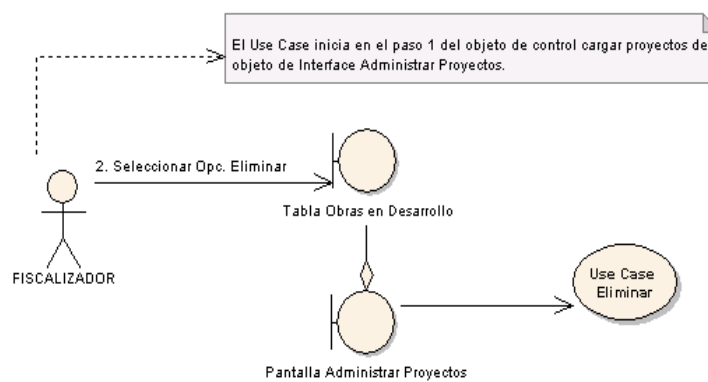 El Use Case inicia en el paso 1 del objeto de control cargar proyectos de
objeto de Interface Administrar Proyectos.
2. Seleccionar Opc. Eliminar
Tabla Obras en Desarrollo
FISCALIZADOR
Use Case
Eliminar
Pantalla Administrar Proyectos